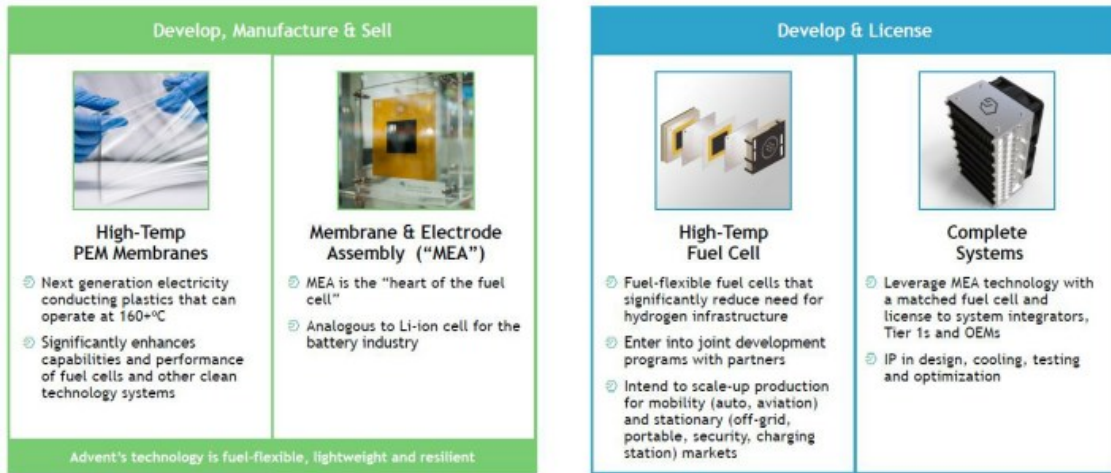 Develop, Manufacture & Sell
High-Temp
PEM Membranes
Next generation electricity
conducting plastics that can
operate at 160+ºC
Significantly enhances
capabilities and performance
of fuel cells and other clean
technology systems
Membrane & Electrode
Assembly (“MEA”)
MEA is the “heart of the fuel
cell”
Analogous to Li-ion cell for the
battery industry
Advent’s technology is fuel-flexible, lightweight and resilient
Develop & License
High-Temp
Fuel Cell
Fuel-flexible fuel cells that
significantly reduce need for
hydrogen infrastructure
Enter into joint development
programs with partners
Intend to scale-up production
for mobility (auto, aviation)
and stationary (off-grid,
portable, security, charging
station) markets
Complete
Systems
Leverage MEA technology with
a matched fuel cell and
license to system integrators,
Tier 1s and OEMs
IP in design, cooling, testing
and optimization